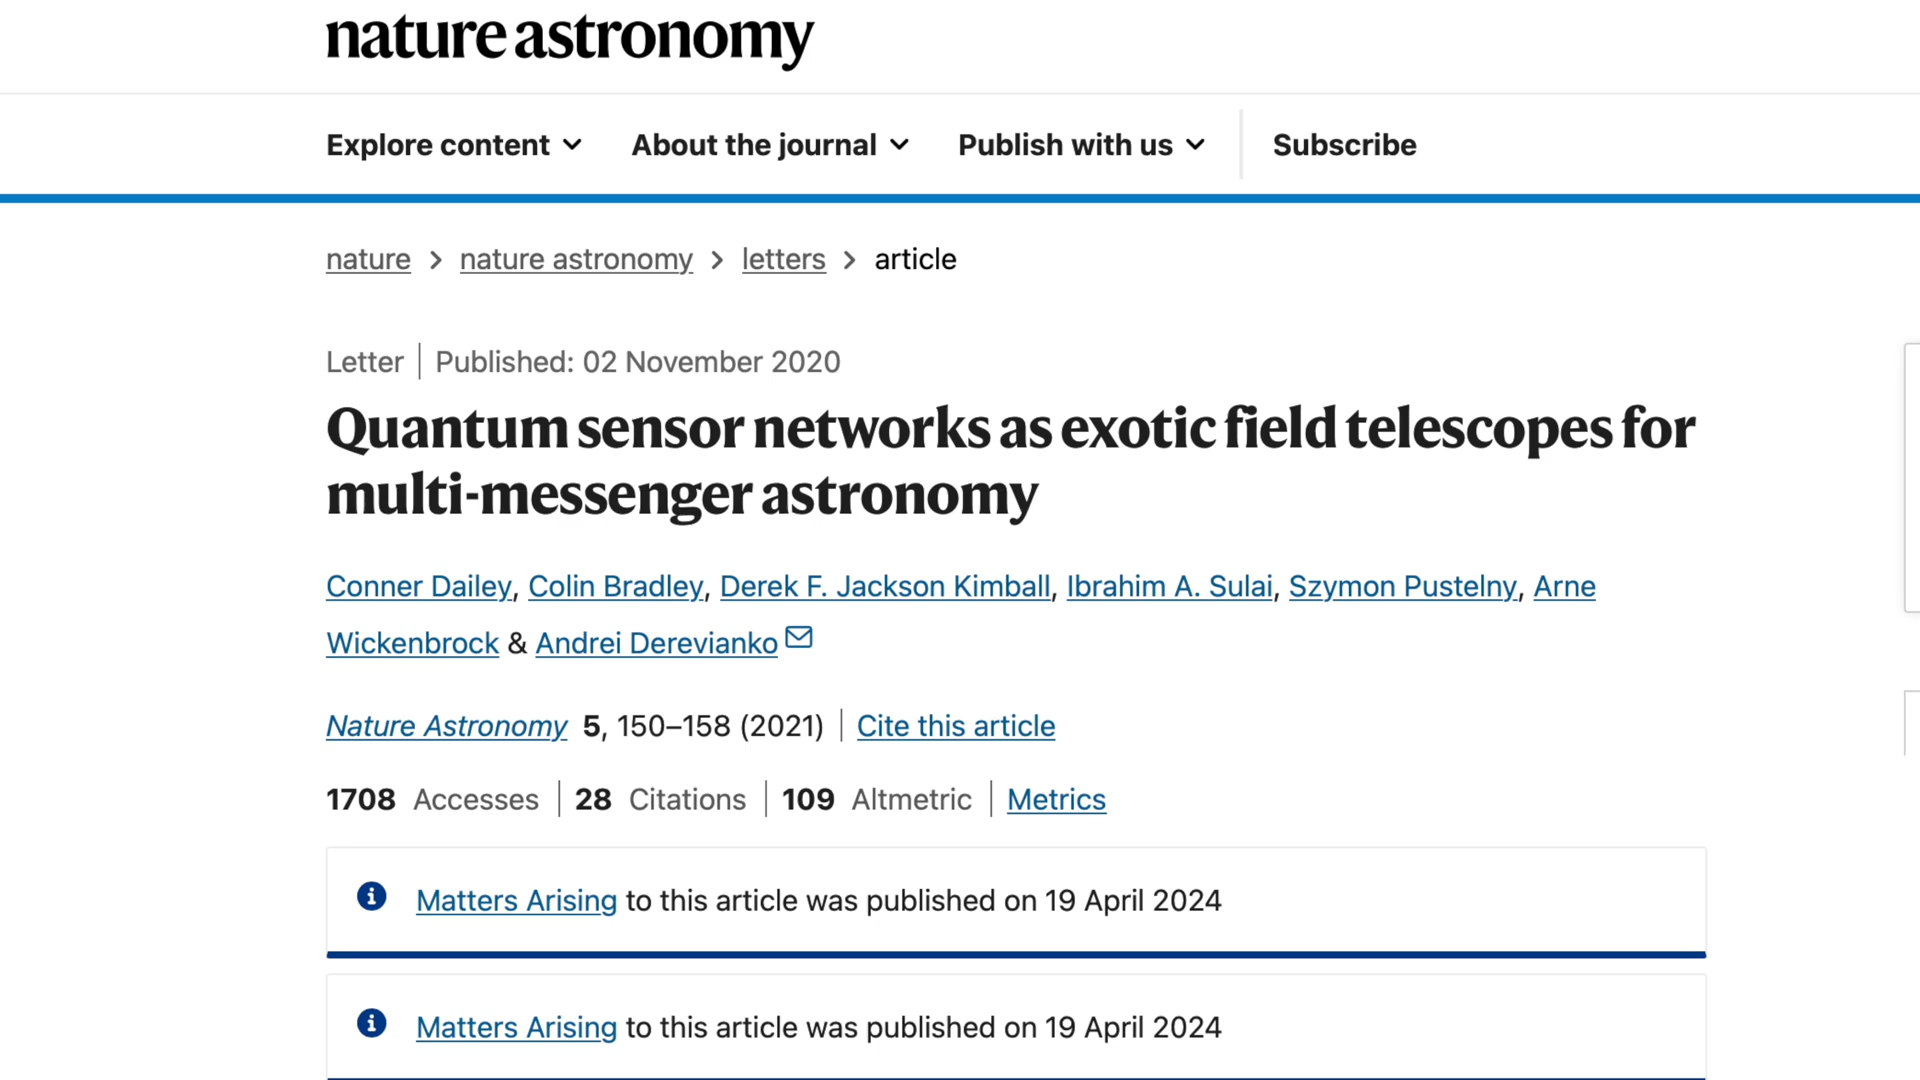 nature astronomy
Explore content About the journal Publish with us Subscribe
nature > nature astronomy > letters > article
Letter | Published: 02 November 2020
Quantum sensor networks as exotic field telescopes for
multi-messenger astronomy
Conner Dailey, Colin Bradley, Derek F. Jackson Kimball, Ibrahim A. Sulai, Szymon Pustelny, Arne
Wickenbrock & Andrei Derevianko
Nature Astronomy 5, 150–158 (2021) | Cite this article
1708 Accesses | 28 Citations | 109 Altmetric | Metrics
Matters Arising to this article was published on 19 April 2024
Matters Arising to this article was published on 19 April 2024